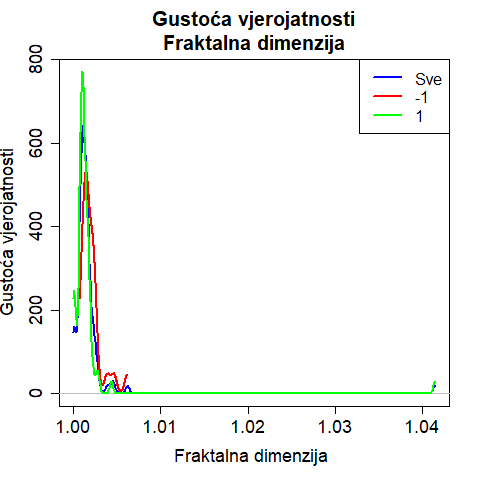 Gustoća vjerojatnosti
Fraktalna dimenzija
Gustoća vjerojatnosti
800
600
400
200
0
Sve
-1
1
1.00 1.01 1.02 1.03 1.04
Fraktalna dimenzija